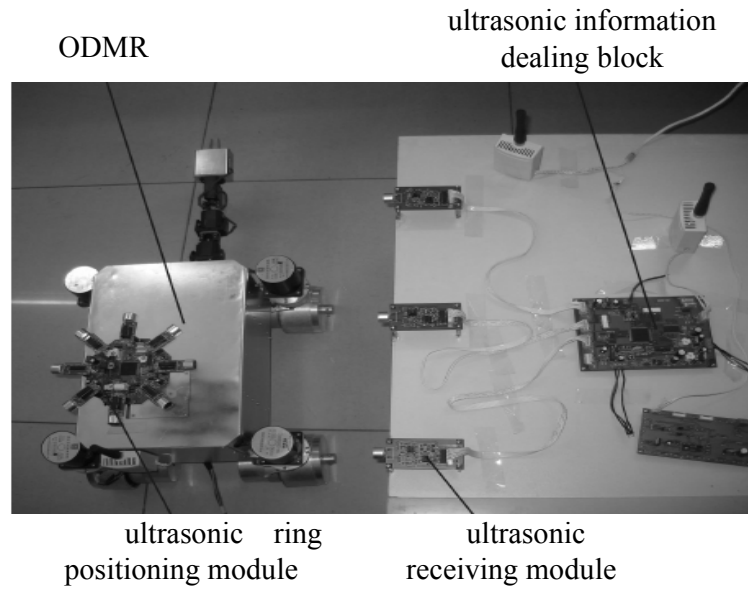 ODMR
ultrasonic information
dealing block
ultrasonic ring
positioning module
ultrasonic
receiving module